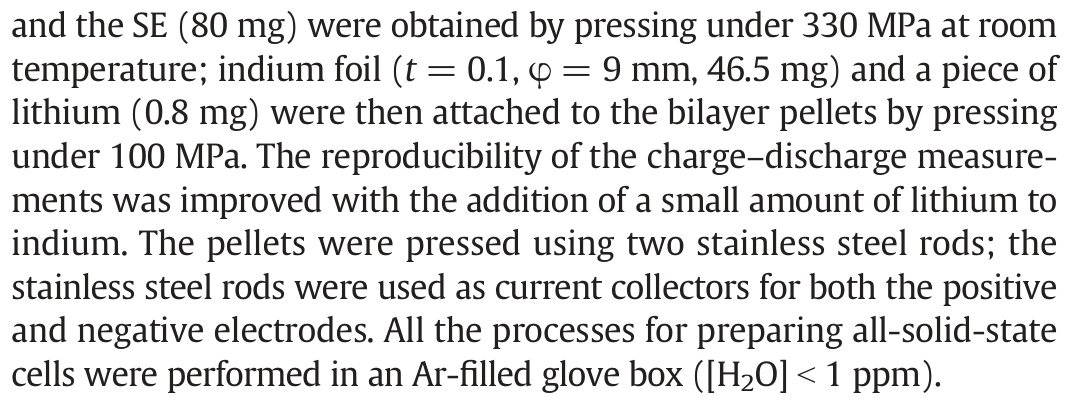 and the SE (80 mg) were obtained by pressing under 330 MPa at room
temperature; indium foil (t = 0.1, φ = 9 mm, 46.5 mg) and a piece of
lithium (0.8 mg) were then attached to the bilayer pellets by pressing
under 100 MPa. The reproducibility of the charge–discharge measure-
ments was improved with the addition of a small amount of lithium to
indium. The pellets were pressed using two stainless steel rods; the
stainless steel rods were used as current collectors for both the positive
and negative electrodes. All the processes for preparing all-solid-state
cells were performed in an Ar-filled glove box ([H₂O] < 1 ppm).